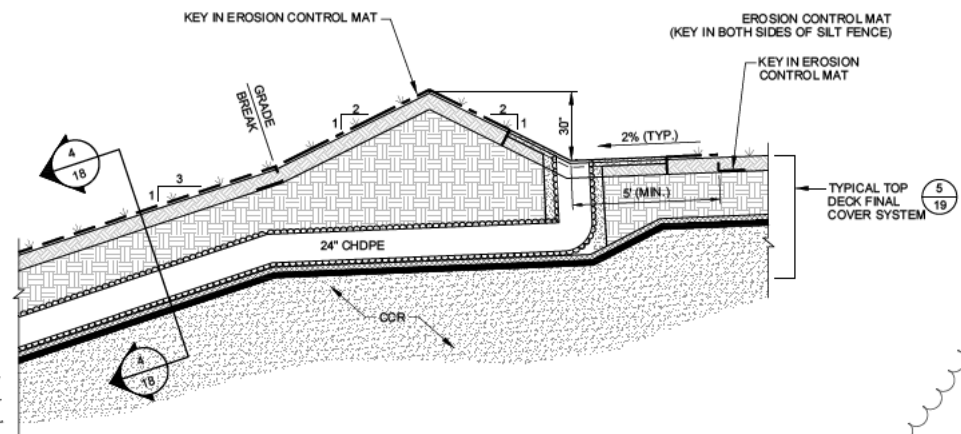 KEY IN EROSION CONTROL MAT
EROSION CONTROL MAT
(KEY IN BOTH SIDES OF SILT FENCE)
KEY IN EROSION
CONTROL MAT
GRADE
BREAK
2
1
2
1
30"
2% (TYP.)
4
18
3
1
5' (MIN.)
TYPICAL TOP
DECK FINAL
COVER SYSTEM
5
19
24" CHDPE
CCR
4
18